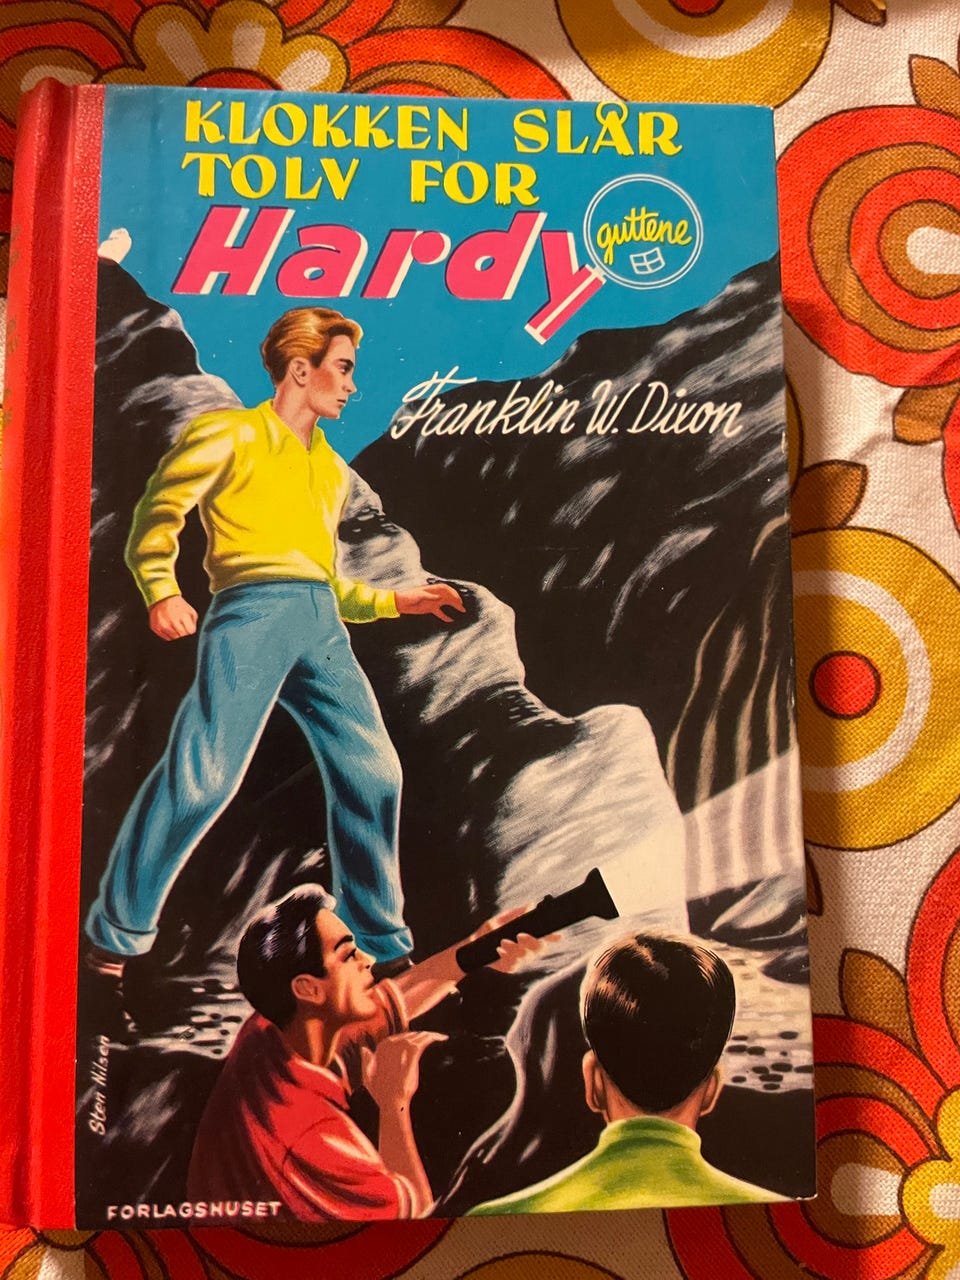 KLOKKEN SLÅR
TOLV FOR
Hardy
guttene
Franklin W. Dixon
Sten Nilsen
FORLAGSHUSET